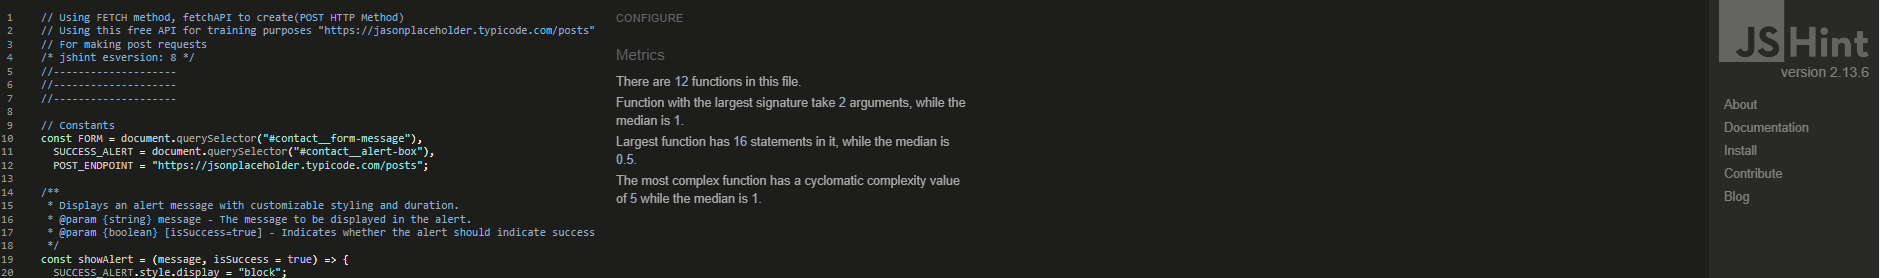 1 // Using FETCH method, fetchAPI to create(POST HTTP Method)
2 // Using this free API for training purposes "https://jasonplaceholder.typicode.com/posts"
3 // For making post requests
4 /* jshint esversion: 8 */
5 //--------------------
6 //--------------------
7 //--------------------
8
9 // Constants
10 const FORM = document.querySelector("#contact__form-message"),
11 SUCCESS_ALERT = document.querySelector("#contact__alert-box"),
12 POST_ENDPOINT = "https://jsonplaceholder.typicode.com/posts";
13
14 /**
15 * Displays an alert message with customizable styling and duration.
16 * @param {string} message - The message to be displayed in the alert.
17 * @param {boolean} [isSuccess=true] - Indicates whether the alert should indicate success
18 */
19 const showAlert = (message, isSuccess = true) => {
20 SUCCESS_ALERT.style.display = "block";
CONFIGURE
Metrics
There are 12 functions in this file.
Function with the largest signature take 2 arguments, while the
median is 1.
Largest function has 16 statements in it, while the median is
0.5.
The most complex function has a cyclomatic complexity value
of 5 while the median is 1.
JSHint
version 2.13.6
About
Documentation
Install
Contribute
Blog